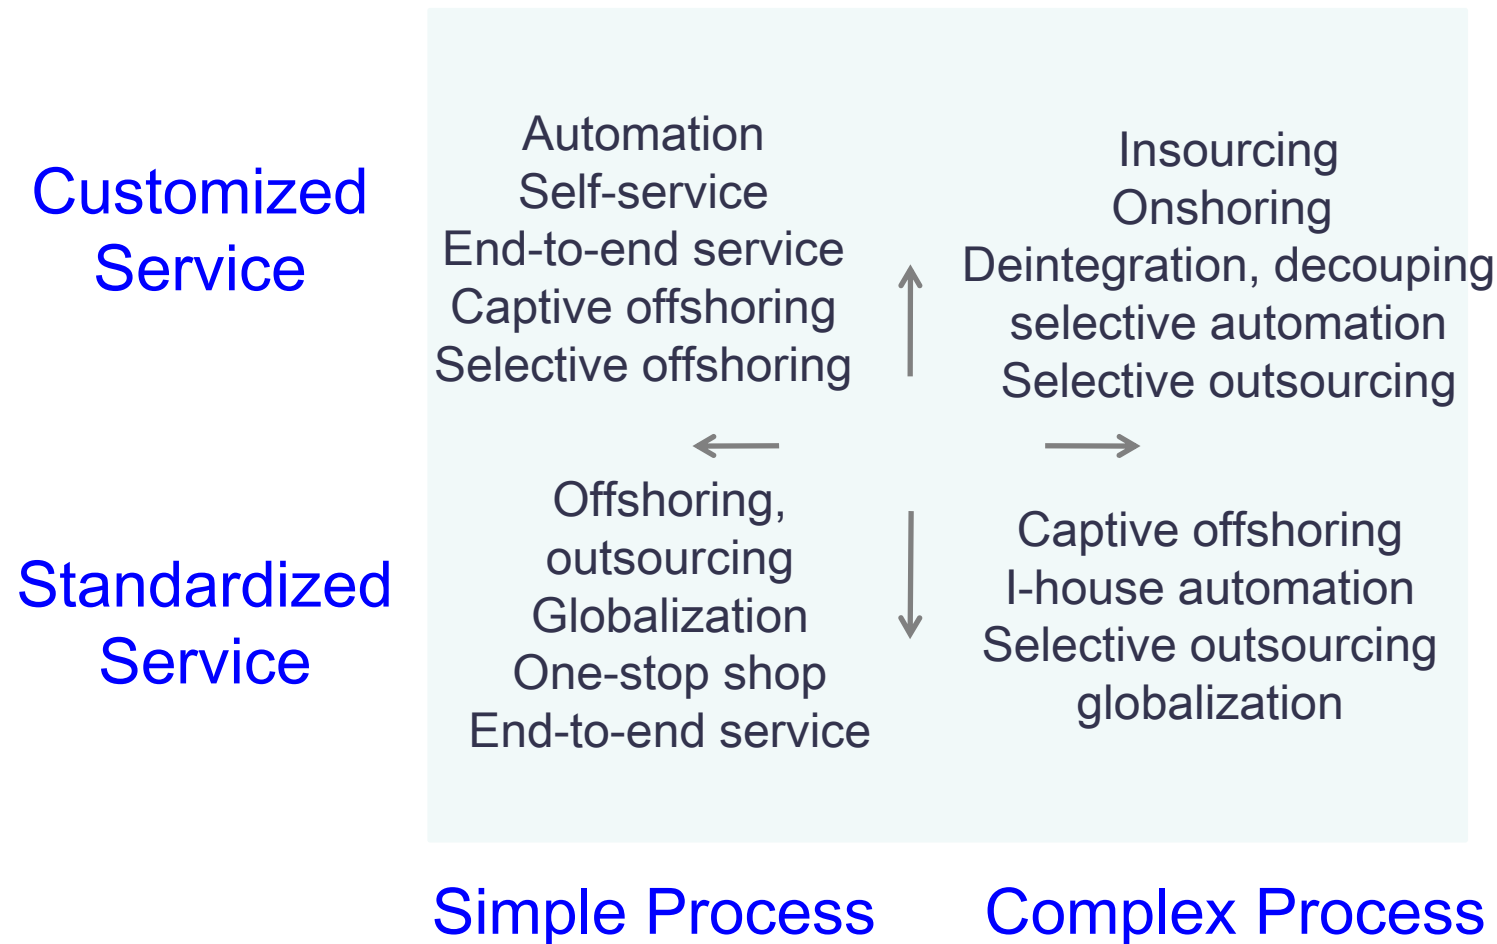 Customized
Service
Automation
Self-service
End-to-end service
Captive offshoring
Selective offshoring
Insourcing
Onshoring
Deintegration, decouping
selective automation
Selective outsourcing
Standardized
Service
Offshoring,
outsourcing
Globalization
One-stop shop
End-to-end service
Captive offshoring
I-house automation
Selective outsourcing
globalization
Simple Process
Complex Process